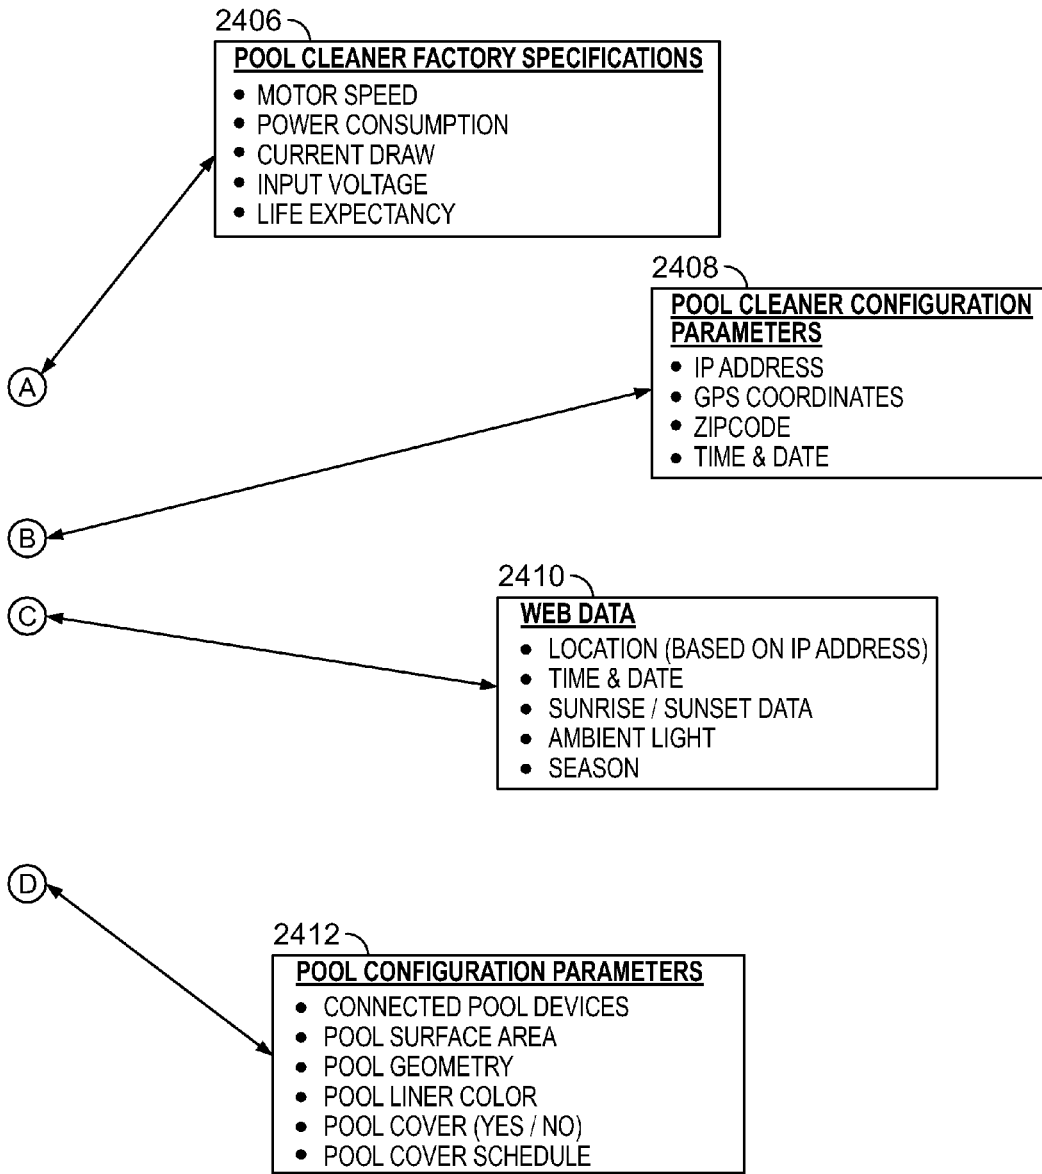 2406
POOL CLEANER FACTORY SPECIFICATIONS
• MOTOR SPEED
• POWER CONSUMPTION
• CURRENT DRAW
• INPUT VOLTAGE
• LIFE EXPECTANCY
2408
POOL CLEANER CONFIGURATION
PARAMETERS
• IP ADDRESS
• GPS COORDINATES
• ZIPCODE
• TIME & DATE
A
B
2410
C
WEB DATA
• LOCATION (BASED ON IP ADDRESS)
• TIME & DATE
• SUNRISE / SUNSET DATA
• AMBIENT LIGHT
• SEASON
D
2412
POOL CONFIGURATION PARAMETERS
• CONNECTED POOL DEVICES
• POOL SURFACE AREA
• POOL GEOMETRY
• POOL LINER COLOR
• POOL COVER (YES / NO)
• POOL COVER SCHEDULE